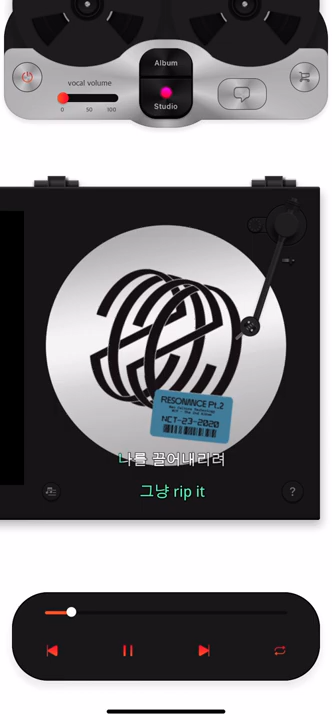 Album
vocal volume
0 50 100
Studio
RESONANCE Pt.2
NCT-23-2020
나를 끌어내리려
그냥 rip it
?